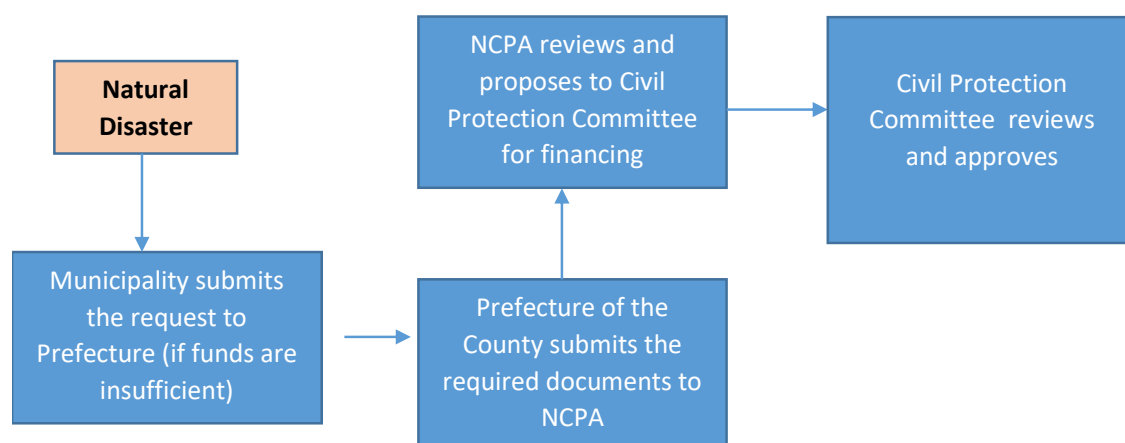 Natural
Disaster
Municipality submits
the request to
Prefecture (if funds are
insufficient)
Prefecture of the
County submits the
required documents to
NCPA
NCPA reviews and
proposes to Civil
Protection Committee
for financing
Civil Protection
Committee  reviews
and approves